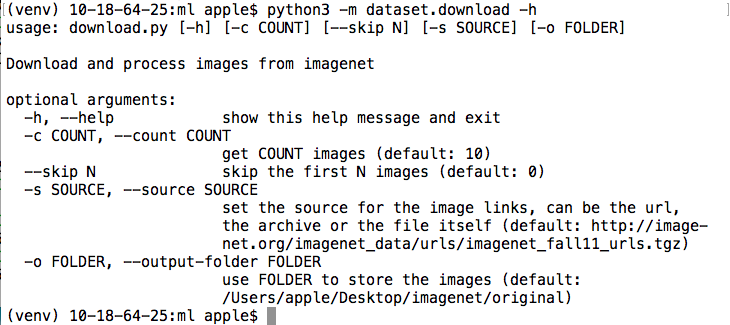 (venv) 10-18-64-25:ml apple$ python3 -m dataset.download -h
usage: download.py [-h] [-c COUNT] [--skip N] [-s SOURCE] [-o FOLDER]
Download and process images from imagenet
optional arguments:
-h, --help show this help message and exit
-c COUNT, --count COUNT
get COUNT images (default: 10)
--skip N skip the first N images (default: 0)
-s SOURCE, --source SOURCE
set the source for the image links, can be the url,
the archive or the file itself (default: http://image-
net.org/imagenet_data/urls/imagenet_fall11_urls.tgz)
-o FOLDER, --output-folder FOLDER
use FOLDER to store the images (default:
/Users/apple/Desktop/imagenet/original)
(venv) 10-18-64-25:ml apple$